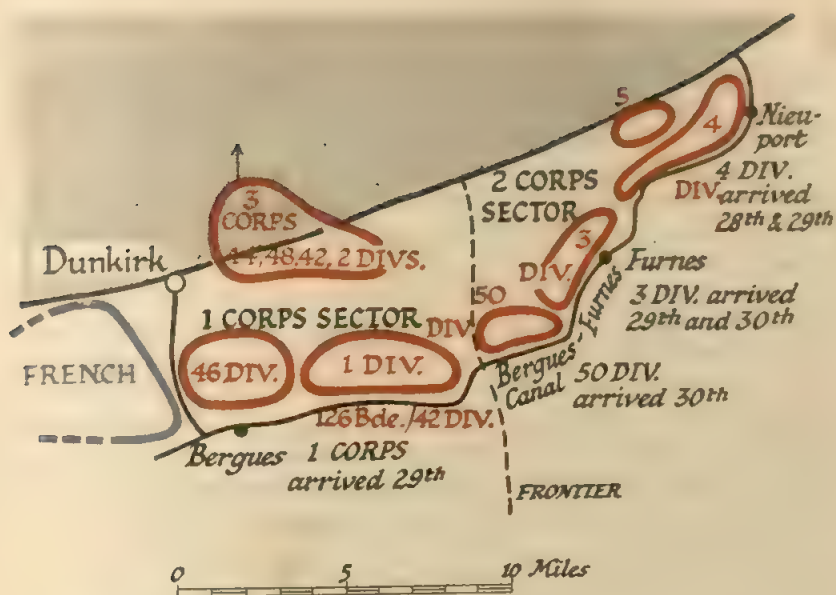 5
4
Nieu-
port
2 CORPS
SECTOR
4 DIV.
DIV. arrived
28th & 29th
3
CORPS
44,48,42,2 DIVS.
3
DIV.
Dunkirk
Furnes
3 DIV. arrived
29th and 30th
50
DIV.
1 CORPS SECTOR
FRENCH
46 DIV.
1 DIV.
Bergues-Furnes
Canal
50 DIV.
arrived 30th
126 Bde./42 DIV.
Bergues
1 CORPS
arrived 29th
FRONTIER
0 5 10 Miles